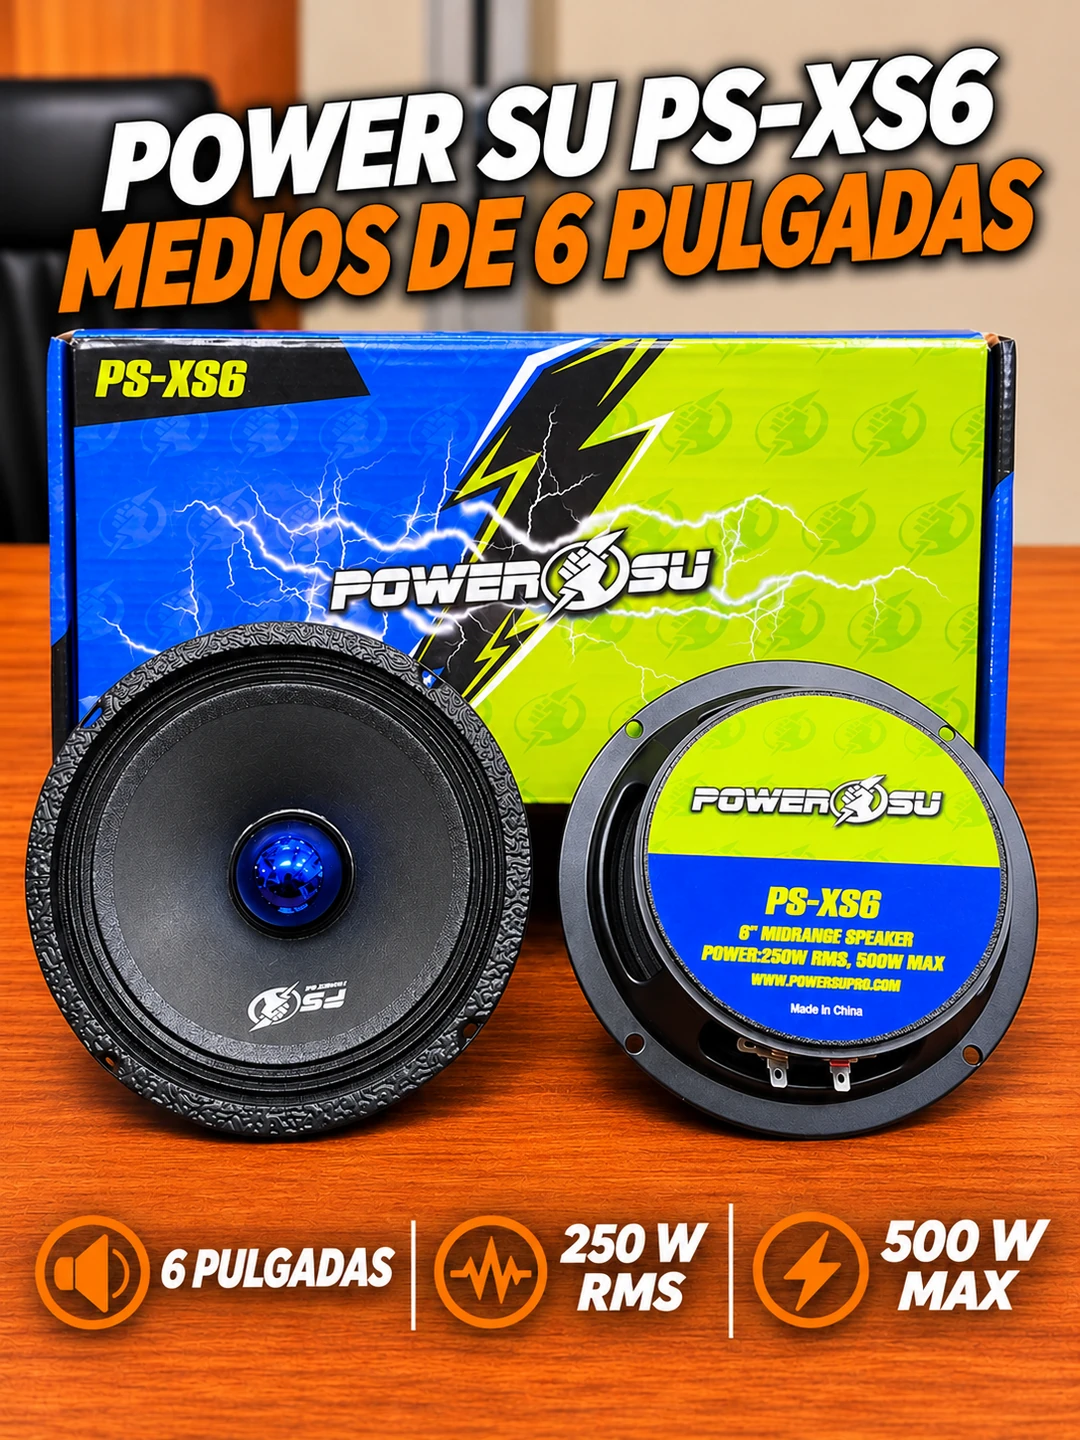 POWER SU PS-XS6
MEDIOS DE 6 PULGADAS
PS-XS6
POWER SU
POWER SU
PS-XS6
6" MIDRANGE SPEAKER
POWER:250W RMS, 500W MAX
WWW.POWERSUPRO.COM
Made In China
6 PULGADAS
250 W
RMS
500 W
MAX